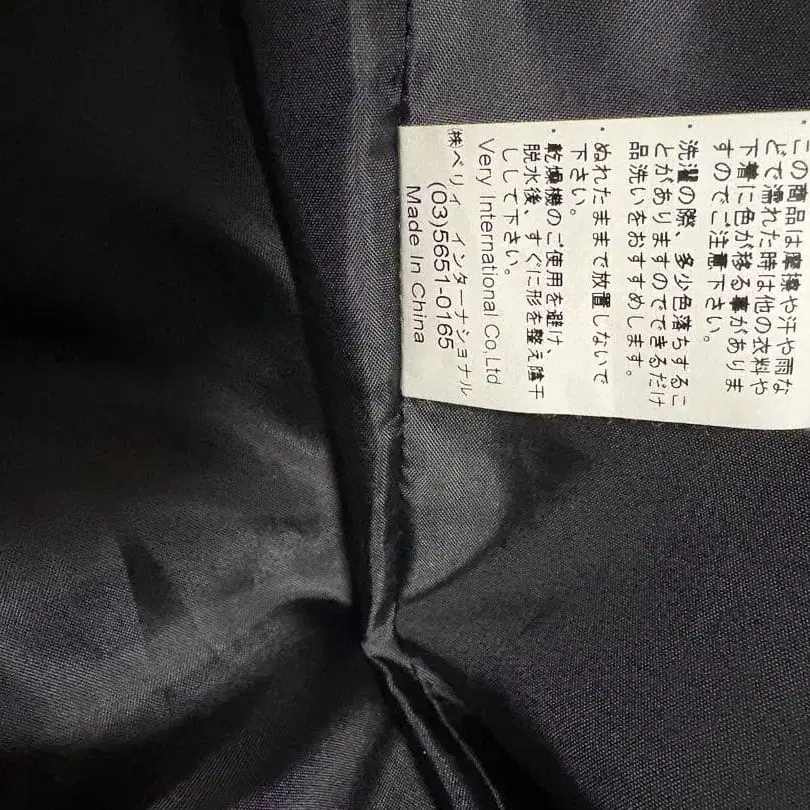 ・この商品は摩擦や汗や雨な
どで濡れた時は他の衣料や
下着に色が移る事がありま
すのでご注意下さい。
・洗濯の際、多少色落ちするこ
とがありますのでできるだけ
品洗いをおすすめします。
・ぬれたままで放置しないで
下さい。
・乾燥機のご使用を避け、
脱水後、すぐに形を整え陰干
しして下さい。
Very International Co,Ltd
㈱ベリィ インターナショナル
(03)5651-0165
Made In China